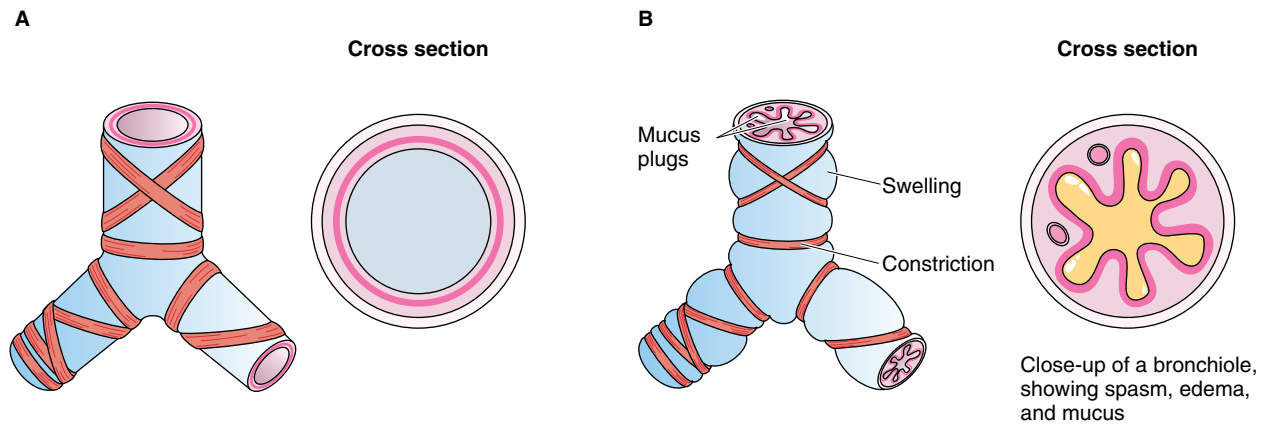 A
Cross section
B
Cross section
Mucus
plugs
Swelling
Constriction
Close-up of a bronchiole,
showing spasm, edema,
and mucus